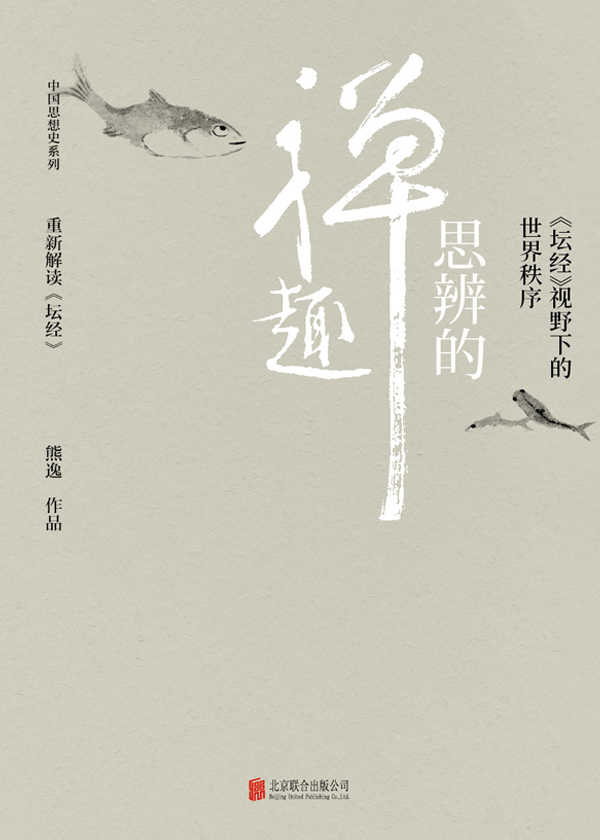 思辨的
禅趣
《坛经》视野下的
世界秩序
中国思想史系列
重新解读《坛经》
熊逸 作品
北京联合出版公司
Beijing United Publishing Co.,Ltd.